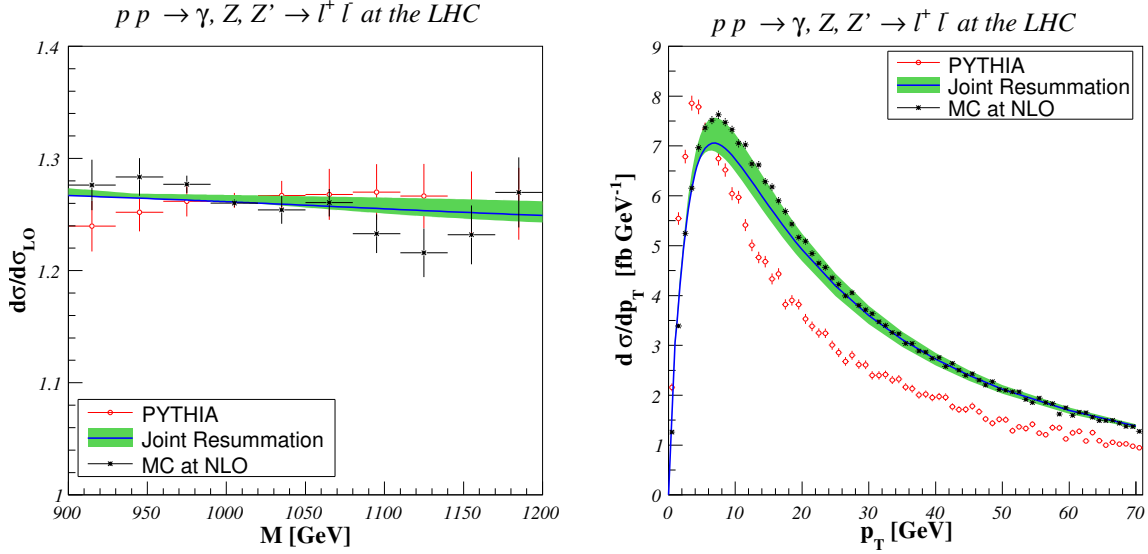 p p → γ, Z, Z’ → l⁺ l⁻ at the LHC
dσ/dσ_LO
1.4
1.3
1.2
1.1
1
PYTHIA
Joint Resummation
MC at NLO
900 950 1000 1050 1100 1150 1200
M [GeV]
p p → γ, Z, Z’ → l⁺ l⁻ at the LHC
d σ/dp_T [fb GeV⁻¹]
9
8
7
6
5
4
3
2
1
0
PYTHIA
Joint Resummation
MC at NLO
0 10 20 30 40 50 60 70
p_T [GeV]